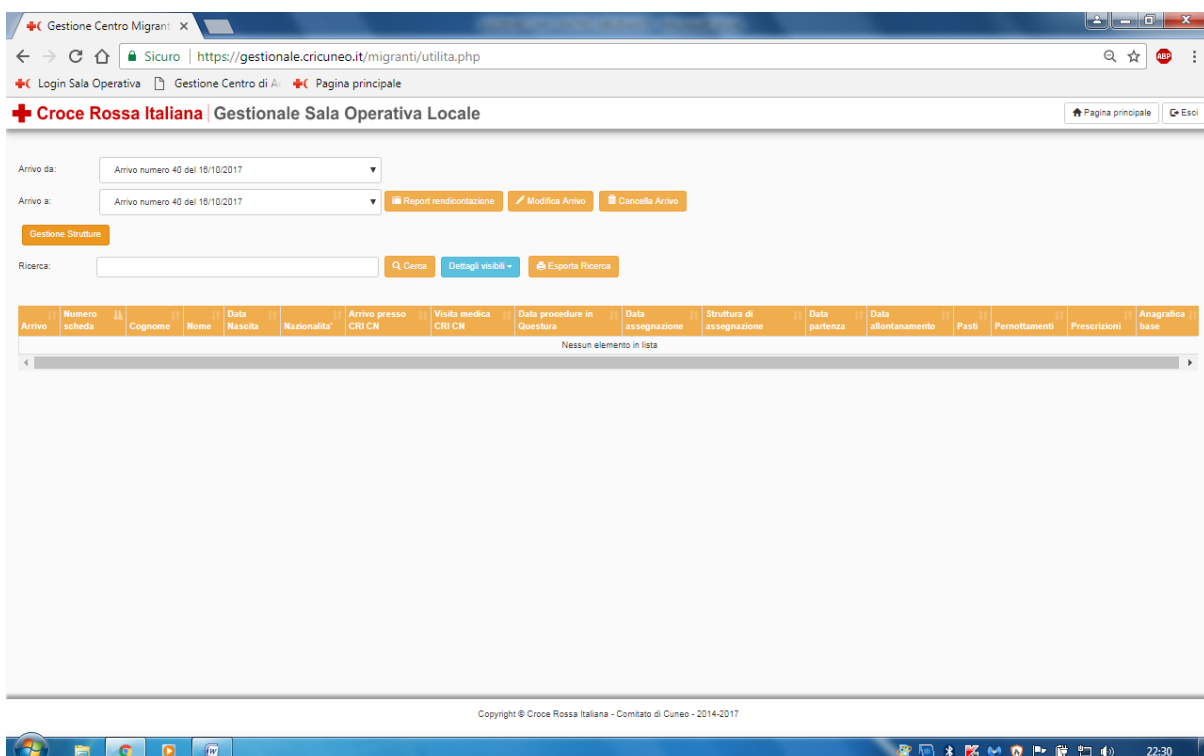 Gestione Centro Migrant
Sicuro | https://gestionale.cricuneo.it/migranti/utilita.php
ABP
Login Sala Operativa Gestione Centro di Ac Pagina principale
Croce Rossa Italiana Gestionale Sala Operativa Locale
Pagina principale Esci
Arrivo da: Arrivo numero 40 del 16/10/2017
Arrivo a: Arrivo numero 40 del 16/10/2017 Report rendicontazione Modifica Arrivo Cancella Arrivo
Gestione Strutture
Ricerca: Cerca Dettagli visibili Esporta Ricerca
Numero Data Arrivo presso Visita medica Data procedure in Data Struttura di Data Data Anagrafica
Arrivo scheda Cognome Nome Nascita Nazionalita' CRI CN CRI CN Questura assegnazione assegnazione partenza allontanamento Pasti Pernottamenti Prescrizioni base
Nessun elemento in lista
Copyright © Croce Rossa Italiana - Comitato di Cuneo - 2014-2017
22:30